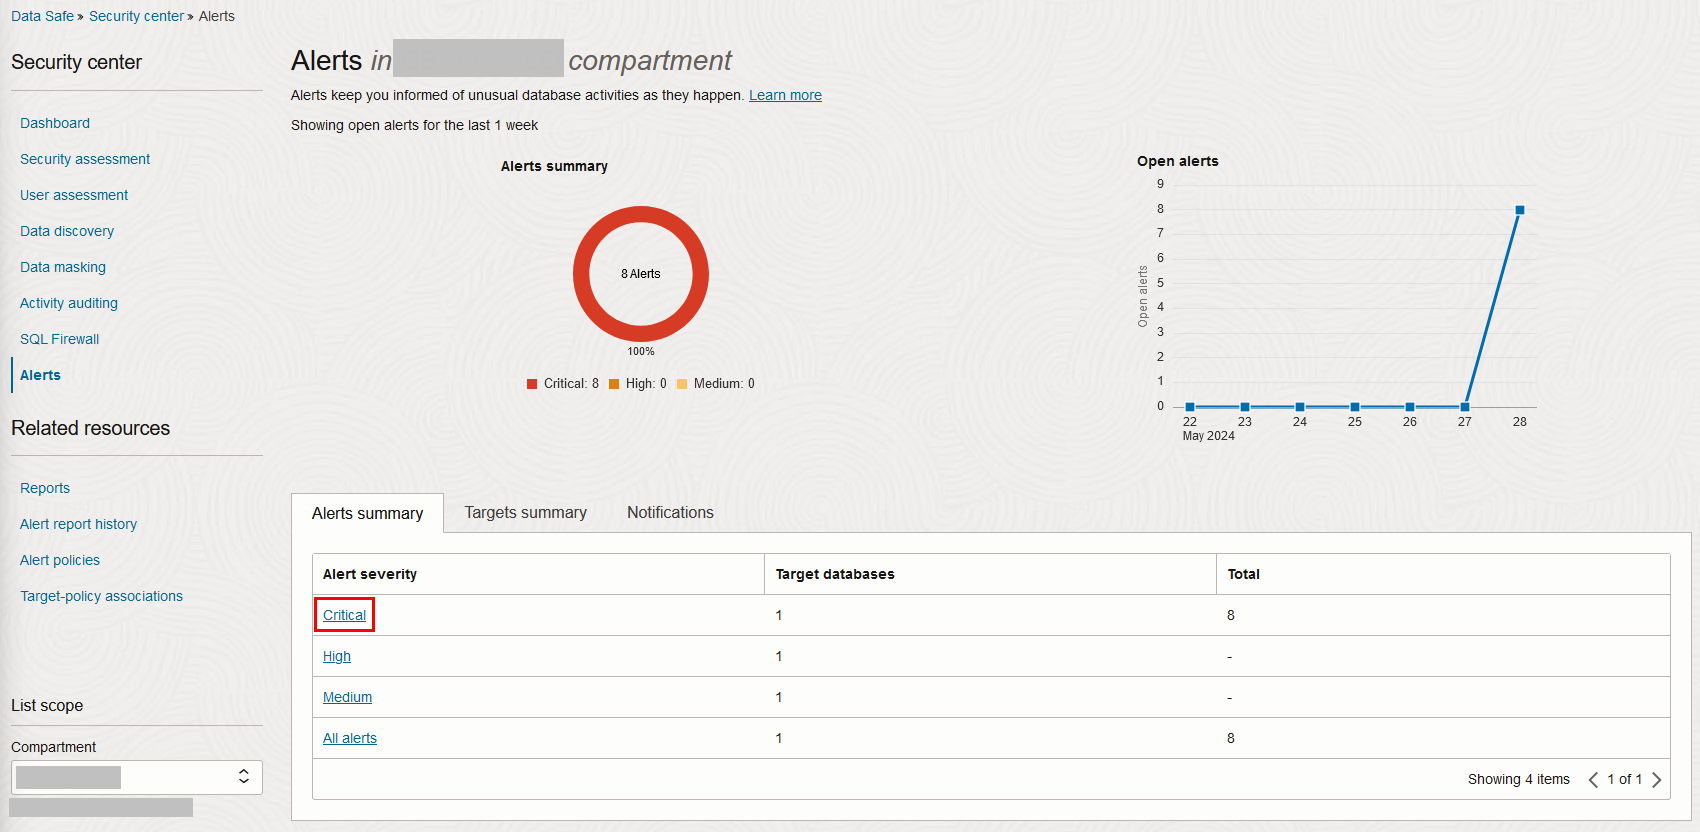 Data Safe » Security center » Alerts
Security center
Dashboard
Security assessment
User assessment
Data discovery
Data masking
Activity auditing
SQL Firewall
Alerts
Related resources
Reports
Alert report history
Alert policies
Target-policy associations
List scope
Compartment
Alerts in compartment
Alerts keep you informed of unusual database activities as they happen. Learn more
Showing open alerts for the last 1 week
Alerts summary
8 Alerts
100%
Critical: 8 High: 0 Medium: 0
Open alerts
Open alerts
9
8
7
6
5
4
3
2
1
0
22 23 24 25 26 27 28
May 2024
Alerts summary Targets summary Notifications
Alert severity Target databases Total
Critical 1 8
High 1 -
Medium 1 -
All alerts 1 8
Showing 4 items 1 of 1